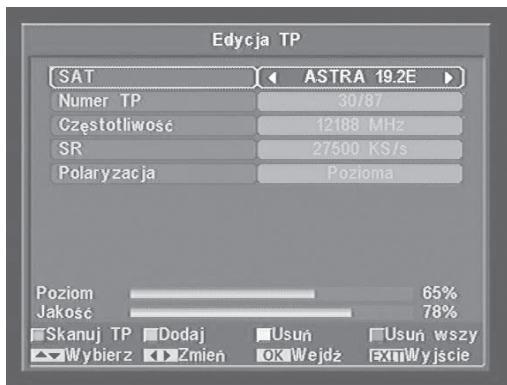 Edycja TP
SAT ASTRA 19.2E
Numer TP 30/87
Częstotliwość 12188 MHz
SR 27500 KS/s
Polaryzacja Pozioma
Poziom 65%
Jakość 78%
Skanuj TP Dodaj Usuń Usuń wszy
Wybierz Zmień OK Wejdź EXIT Wyjście